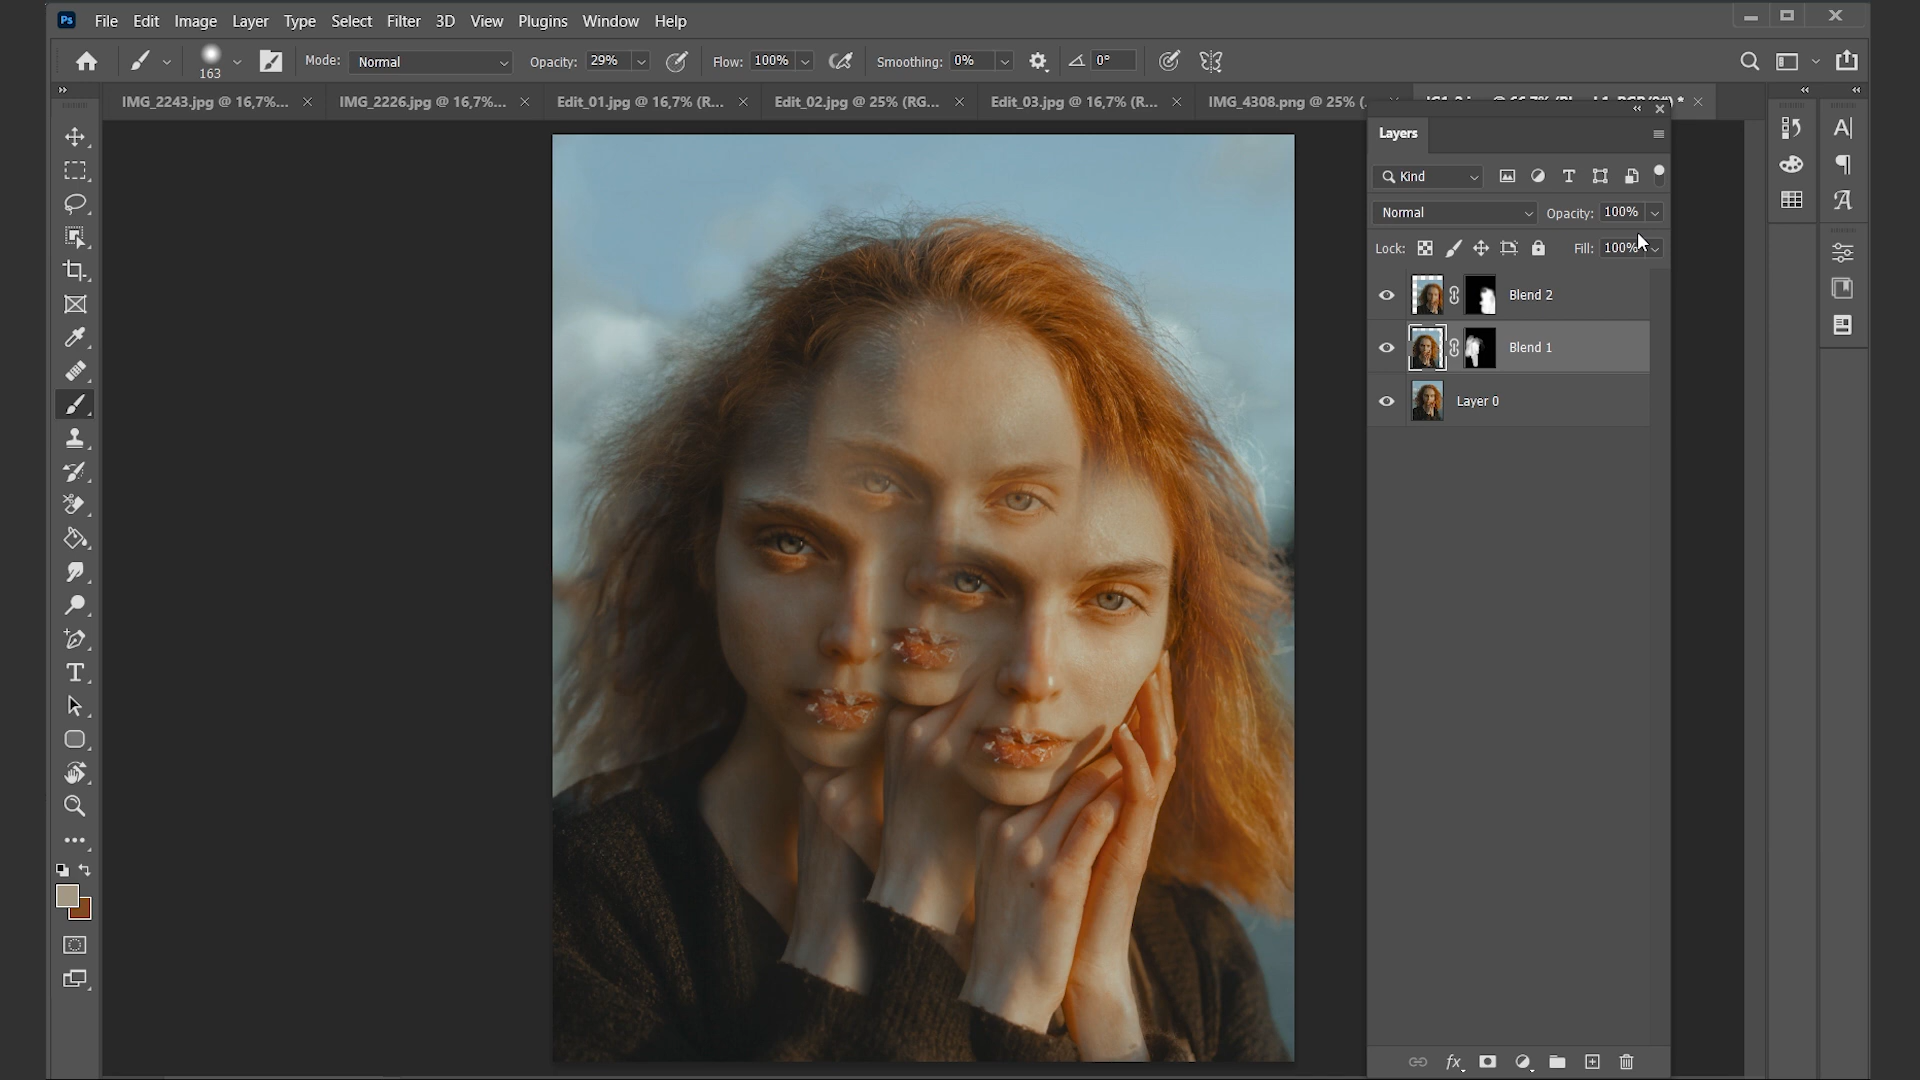 Ps File Edit Image Layer Type Select Filter 3D View Plugins Window Help
163 Mode: Normal Opacity: 29% Flow: 100% Smoothing: 0% 0°
IMG_2243.jpg @ 16,7%... IMG_2226.jpg @ 16,7%... Edit_01.jpg @ 16,7% (R... Edit_02.jpg @ 25% (RG... Edit_03.jpg @ 16,7% (R... IMG_4308.png @ 25% (.
Layers
Kind
Normal Opacity: 100%
Lock: Fill: 100%
Blend 2
Blend 1
Layer 0
fx